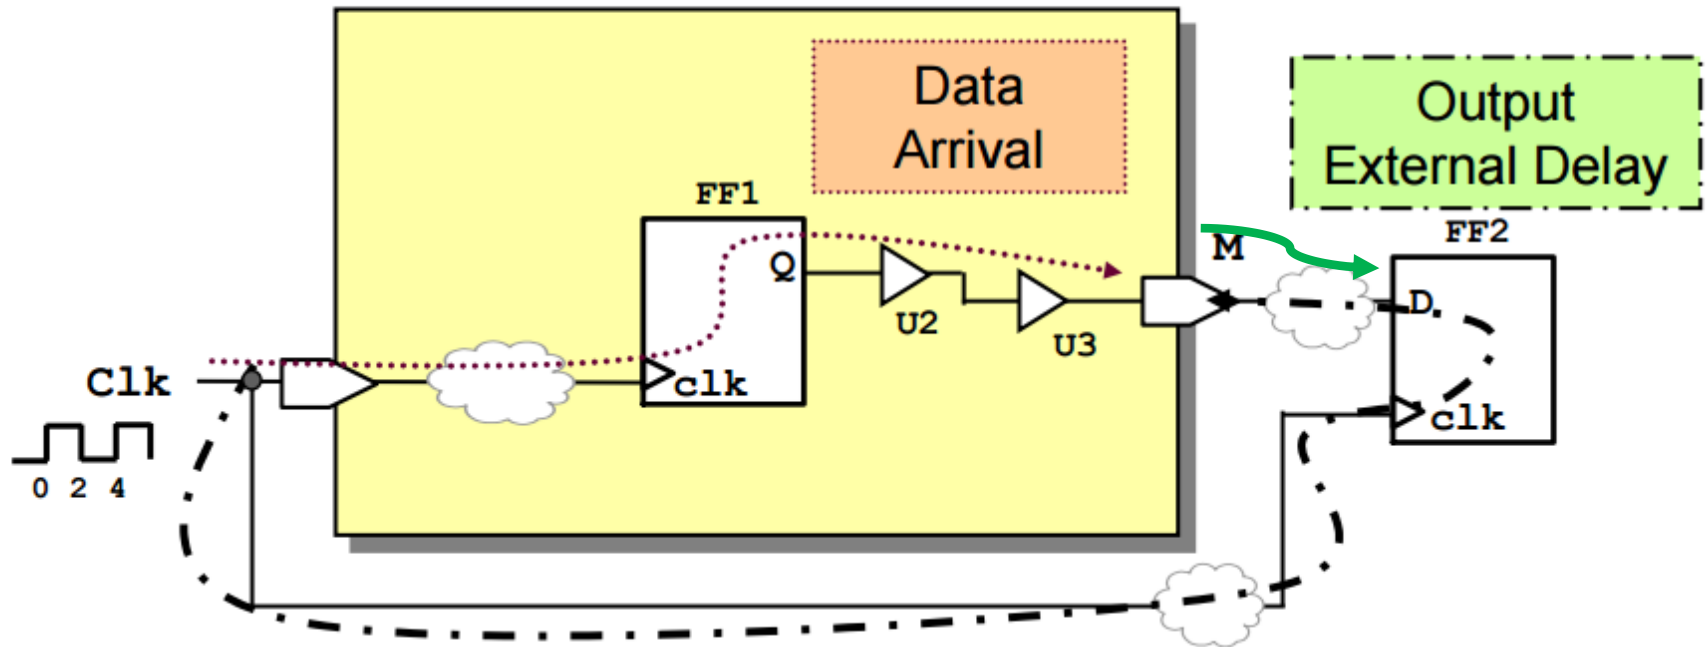 Data
Arrival
Output
External Delay
FF1
FF2
M
Q
D
U2
U3
Clk
clk
clk
0 2 4